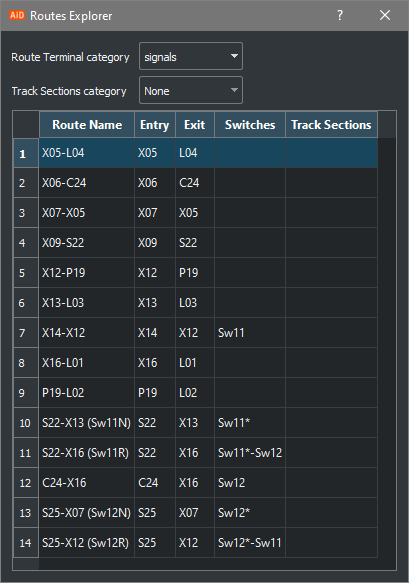 AID Routes Explorer ?
Route Terminal category signals
Track Sections category None
Route Name Entry Exit Switches Track Sections
1 X05-L04 X05 L04
2 X06-C24 X06 C24
3 X07-X05 X07 X05
4 X09-S22 X09 S22
5 X12-P19 X12 P19
6 X13-L03 X13 L03
7 X14-X12 X14 X12 Sw11
8 X16-L01 X16 L01
9 P19-L02 P19 L02
10 S22-X13 (Sw11N) S22 X13 Sw11*
11 S22-X16 (Sw11R) S22 X16 Sw11*-Sw12
12 C24-X16 C24 X16 Sw12
13 S25-X07 (Sw12N) S25 X07 Sw12*
14 S25-X12 (Sw12R) S25 X12 Sw12*-Sw11